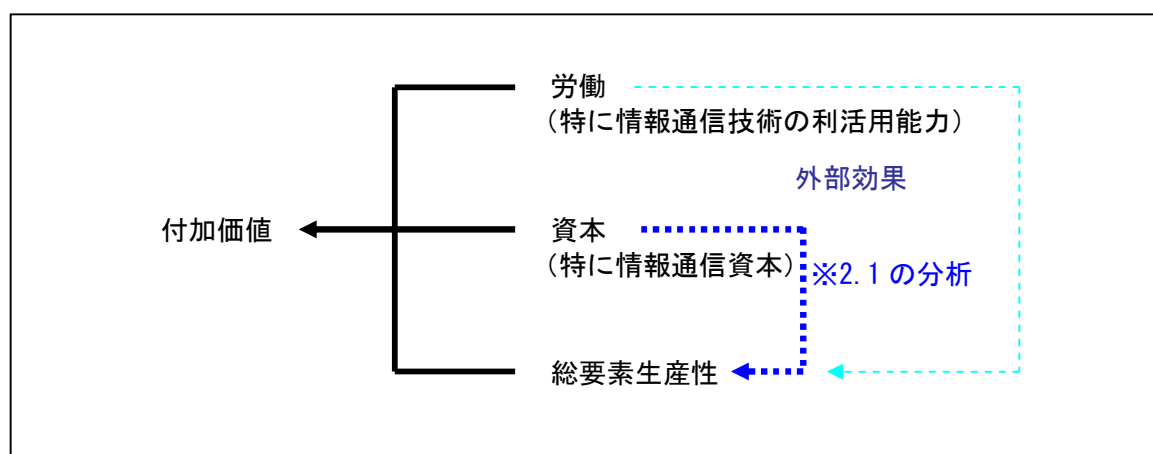 労働
(特に情報通信技術の利活用能力)
外部効果
付加価値
資本
(特に情報通信資本)
※2.1 の分析
総要素生産性